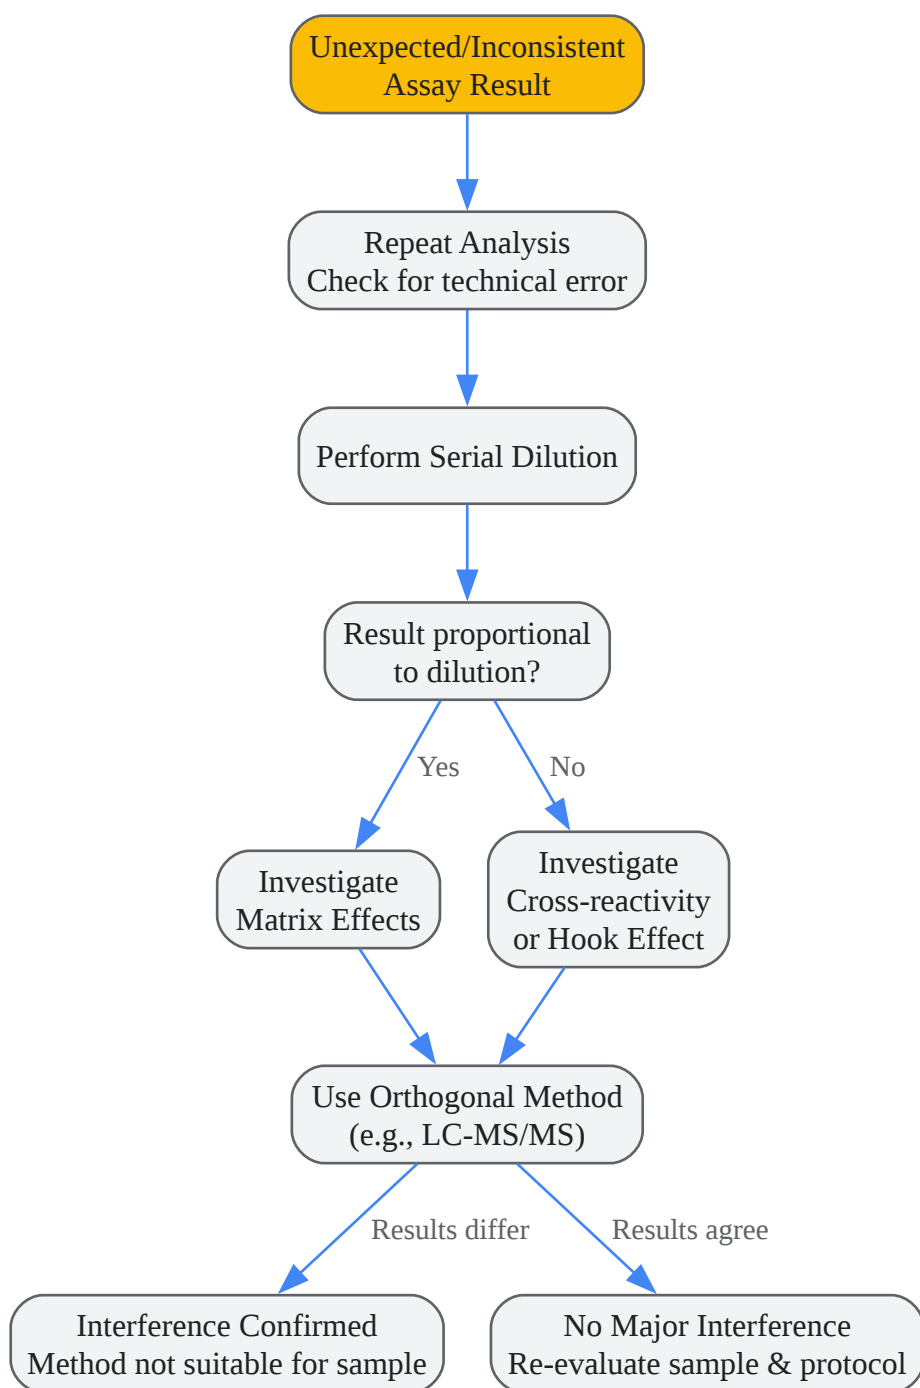 Unexpected/Inconsistent
Assay Result
Repeat Analysis
Check for technical error
Perform Serial Dilution
Result proportional
to dilution?
Yes
No
Investigate
Matrix Effects
Investigate
Cross-reactivity
or Hook Effect
Use Orthogonal Method
(e.g., LC-MS/MS)
Results differ
Results agree
Interference Confirmed
Method not suitable for sample
No Major Interference
Re-evaluate sample & protocol